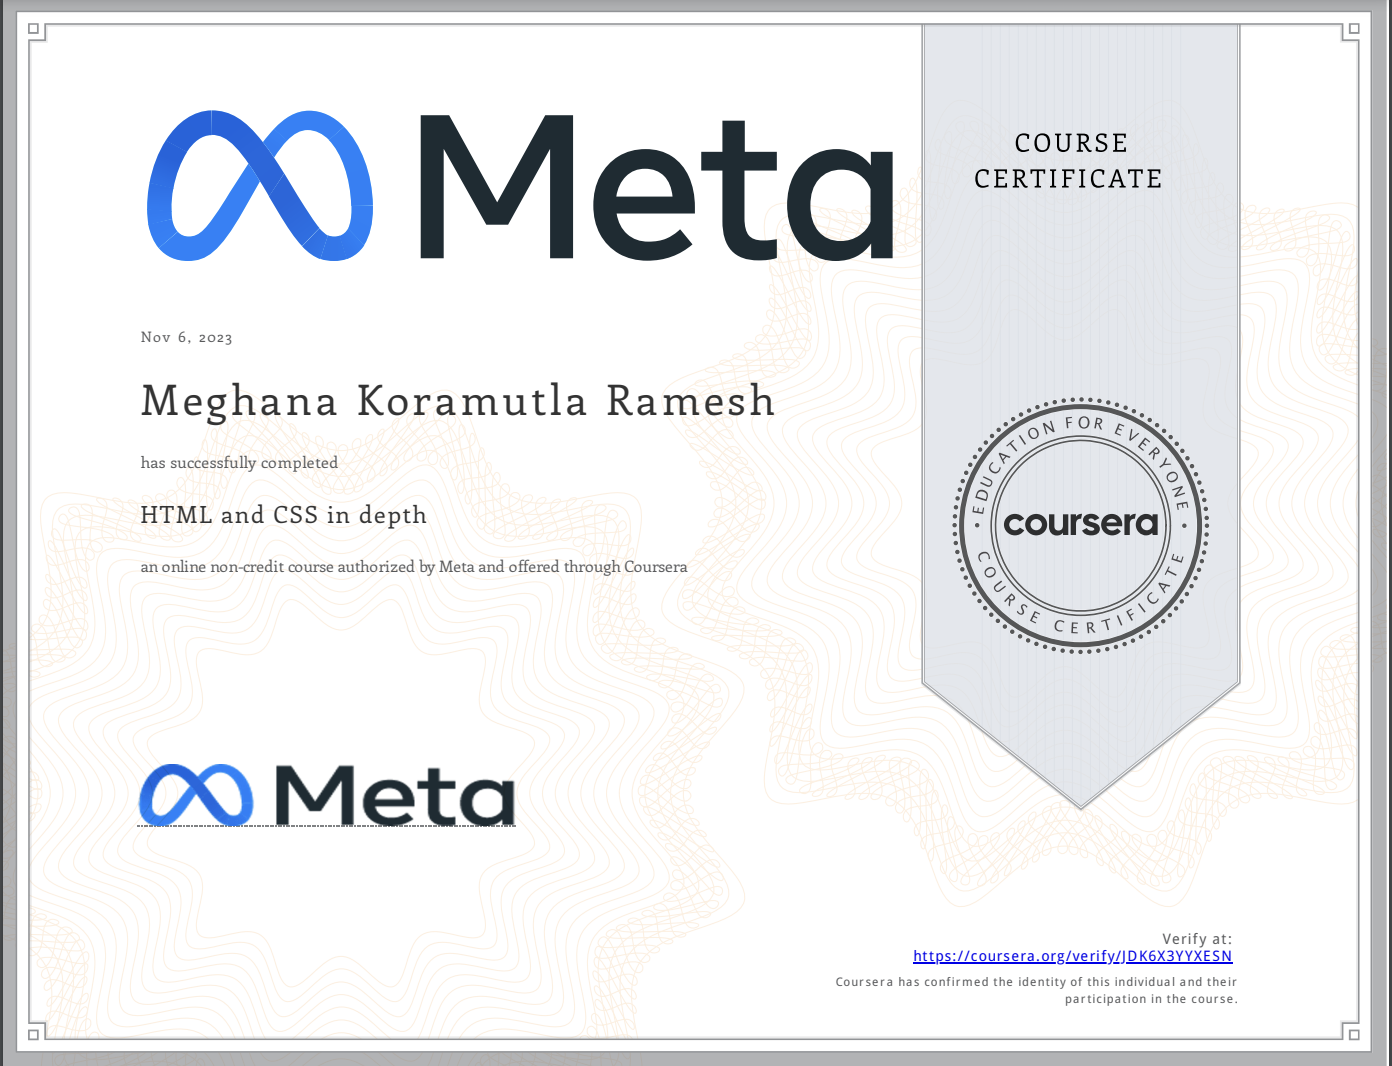 Meta
COURSE
CERTIFICATE
Nov 6, 2023
Meghana Koramutla Ramesh
has successfully completed
HTML and CSS in depth
an online non-credit course authorized by Meta and offered through Coursera
EDUCATION FOR EVERYONE
coursera
COURSE CERTIFICATE
Meta
Verify at:
https://coursera.org/verify/JDK6X3YYXESN
Coursera has confirmed the identity of this individual and their
participation in the course.